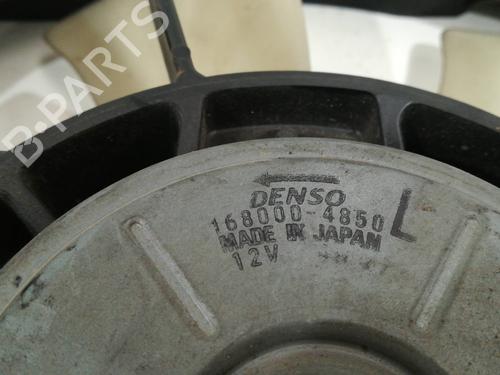 B-PARTS
DENSO
168000-4850 L
MADE IN JAPAN
12V